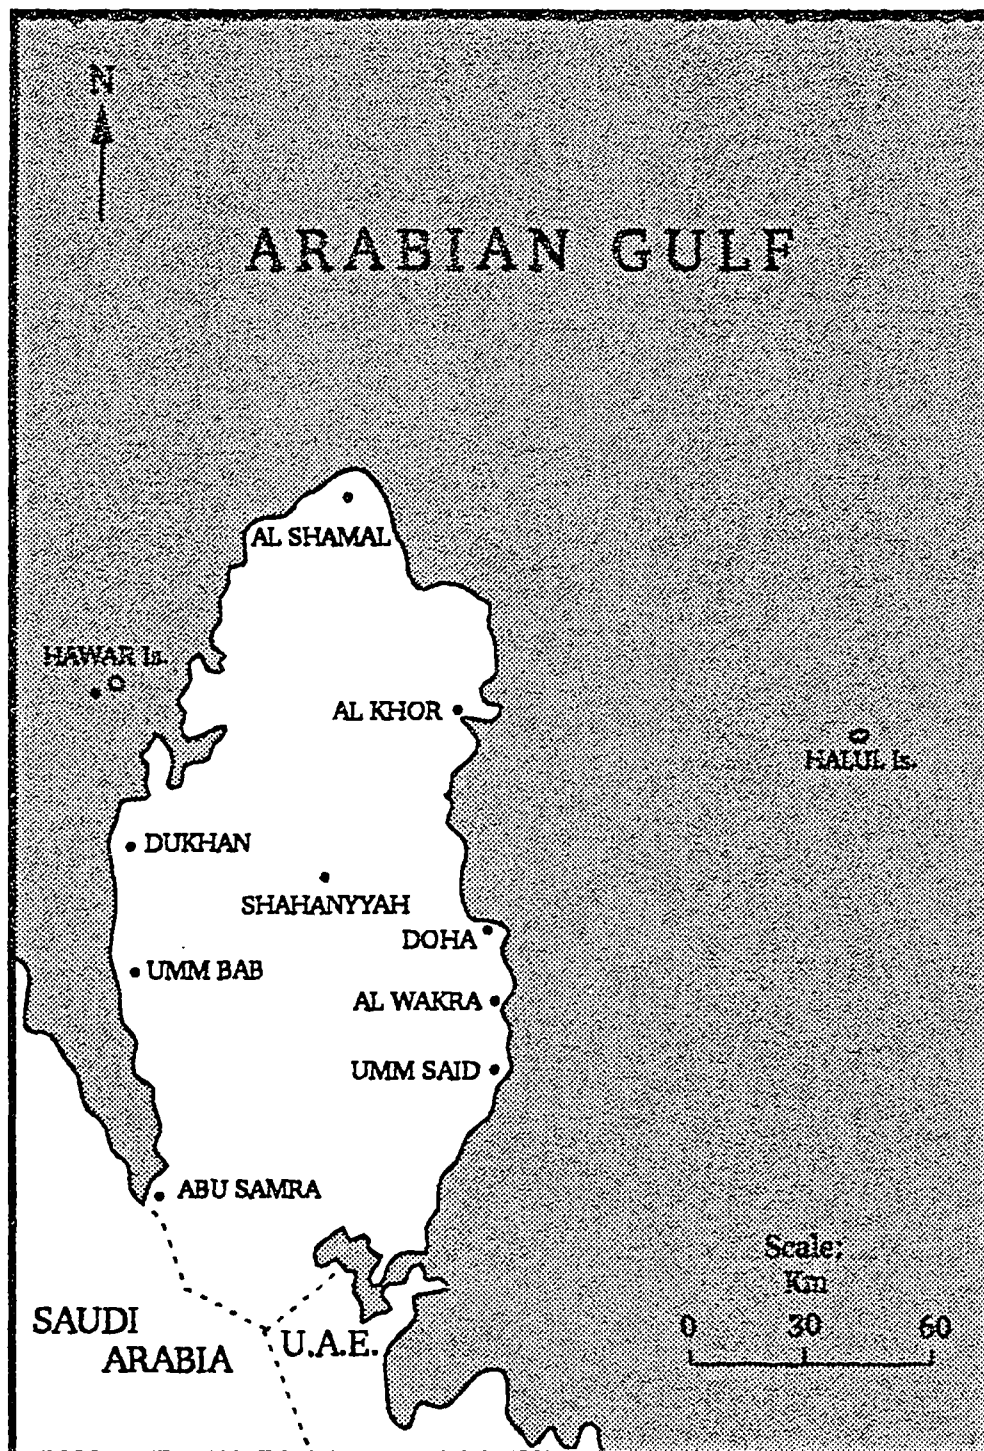 N
ARABIAN GULF
AL SHAMAL
HAWAR Is.
AL KHOR
HALUL Is.
DUKHAN
SHAHANYYAH
DOHA
UMM BAB
AL WAKRA
UMM SAID
ABU SAMRA
Scale:
Km
0 30 60
SAUDI
ARABIA
U.A.E.